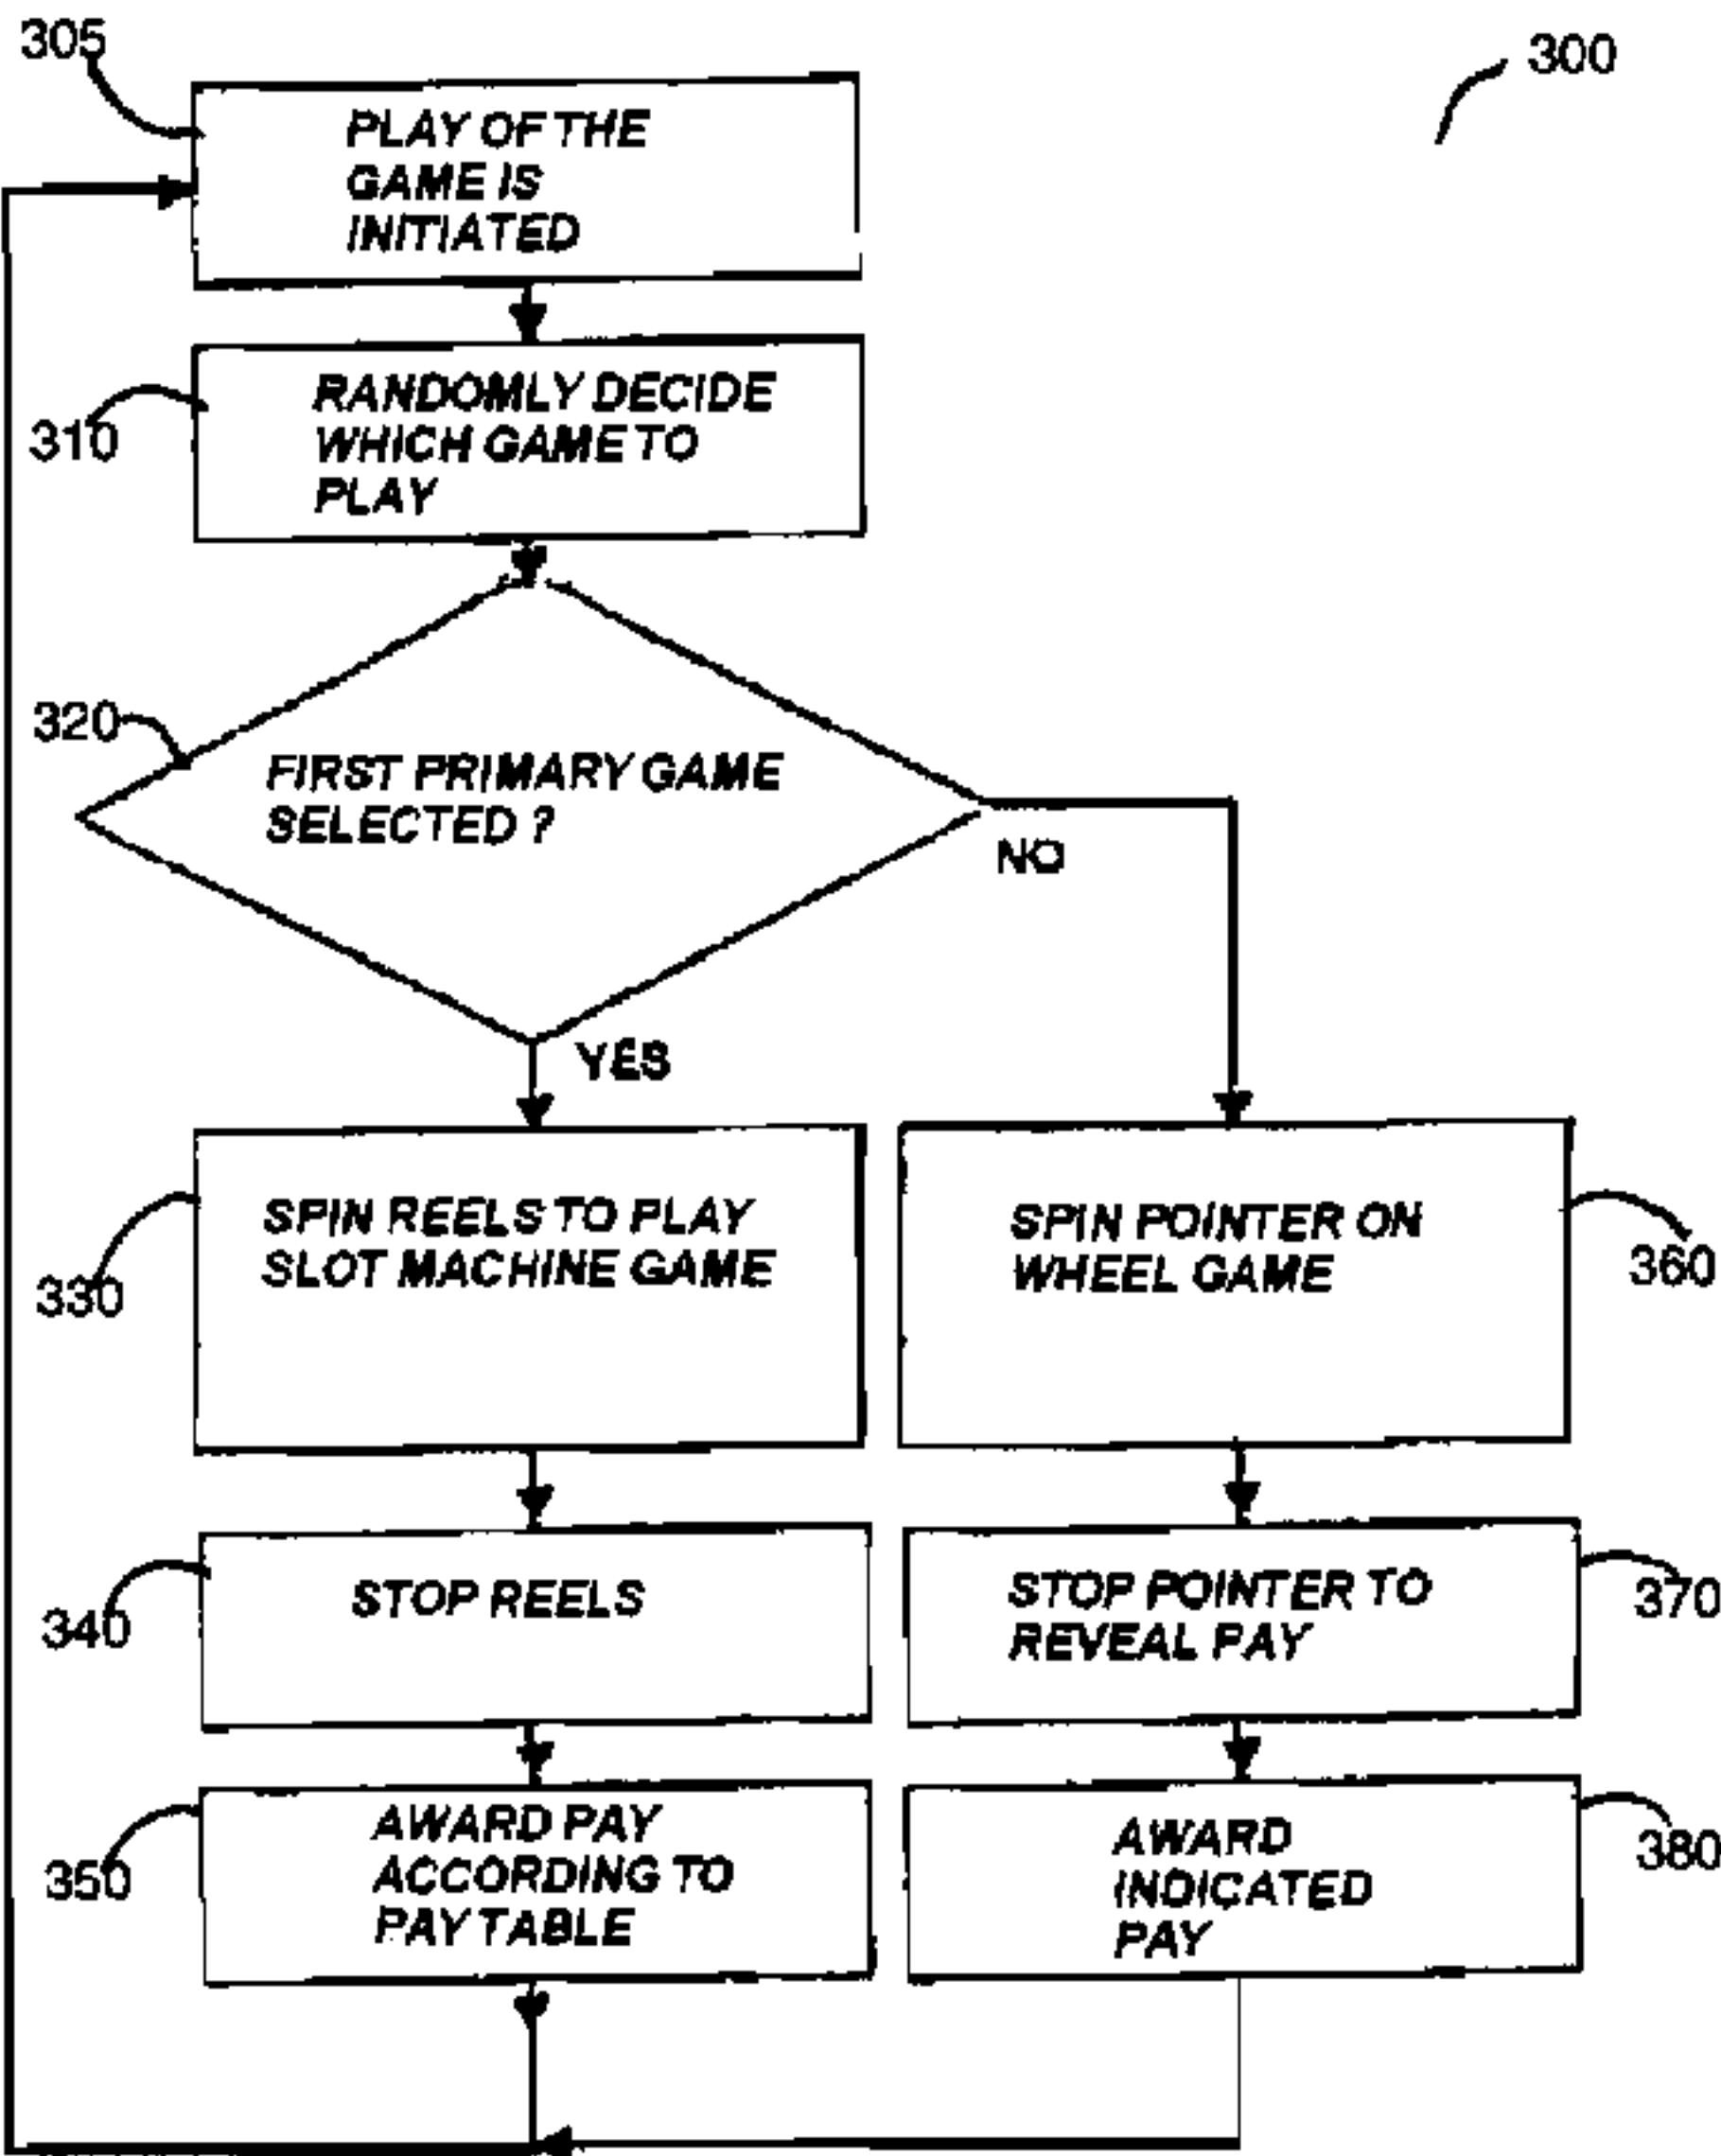 305
300
PLAY OF THE
GAME IS
INITIATED
310
RANDOMLY DECIDE
WHICH GAME TO
PLAY
320
FIRST PRIMARY GAME
SELECTED ?
NO
YES
330
SPIN REELS TO PLAY
SLOT MACHINE GAME
SPIN POINTER ON
WHEEL GAME
360
340
STOP REELS
STOP POINTER TO
REVEAL PAY
370
350
AWARD PAY
ACCORDING TO
PAY TABLE
AWARD
INDICATED
PAY
380